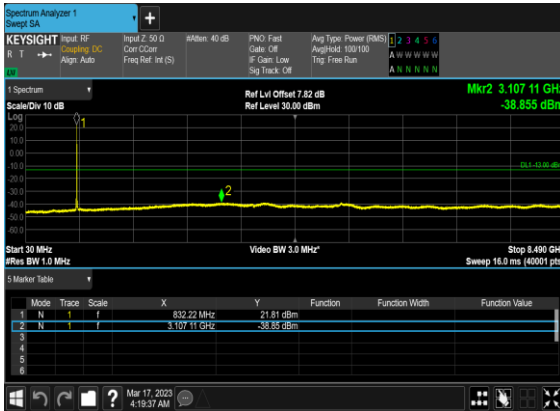 Spectrum Analyzer 1
Swept SA
+
KEYSIGHT Input: RF Input Z: 50 Ω #Atten: 40 dB PNO: Fast Avg Type: Power (RMS) 1 2 3 4 5 6
R T Coupling: DC Corr CCorr Gate: Off Avg|Hold: 100/100 A W W W W W
Align: Auto Freq Ref: Int (S) IF Gain: Low Trig: Free Run
Sig Track: Off A N N N N N
1 Spectrum
Scale/Div 10 dB
Ref Lvl Offset 7.82 dB
Ref Level 30.00 dBm
Mkr2 3.107 11 GHz
-38.855 dBm
Log
20.0
10.0
0.00
-10.0
-20.0
-30.0
-40.0
-50.0
-60.0
1
2
DL1 -13.00 dBm
Start 30 MHz Video BW 3.0 MHz* Stop 8.490 GH
#Res BW 1.0 MHz Sweep 16.0 ms (40001 pts
5 Marker Table
Mode Trace Scale X Y Function Function Width Function Value
1 N 1 f 832.22 MHz 21.81 dBm
2 N 1 f 3.107 11 GHz -38.85 dBm
3
4
5
6
? Mar 17, 2023
4:19:37 AM